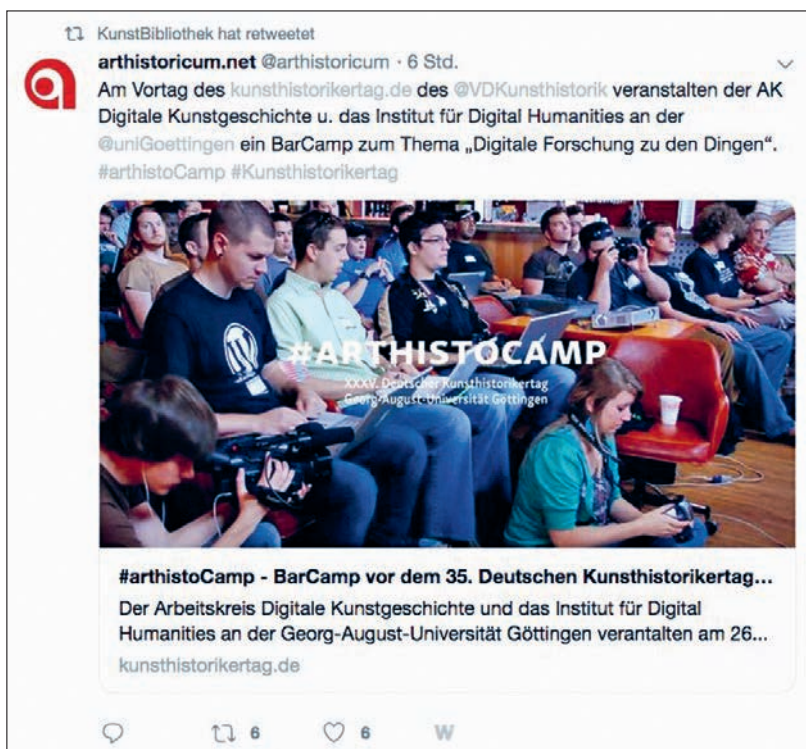 KunstBibliothek hat retweetet
arthistoricum.net @arthistoricum · 6 Std.
Am Vortag des kunsthistorikertag.de des @VDKunsthistorik veranstalten der AK
Digitale Kunstgeschichte u. das Institut für Digital Humanities an der
@uniGoettingen ein BarCamp zum Thema „Digitale Forschung zu den Dingen“.
#arthistoCamp #Kunsthistorikertag
#ARTHISTOCAMP
XXXV. Deutscher Kunsthistorikertag
Georg-August-Universität Göttingen
#arthistoCamp - BarCamp vor dem 35. Deutschen Kunsthistorikertag...
Der Arbeitskreis Digitale Kunstgeschichte und das Institut für Digital
Humanities an der Georg-August-Universität Göttingen verantalten am 26...
kunsthistorikertag.de
6 6 W